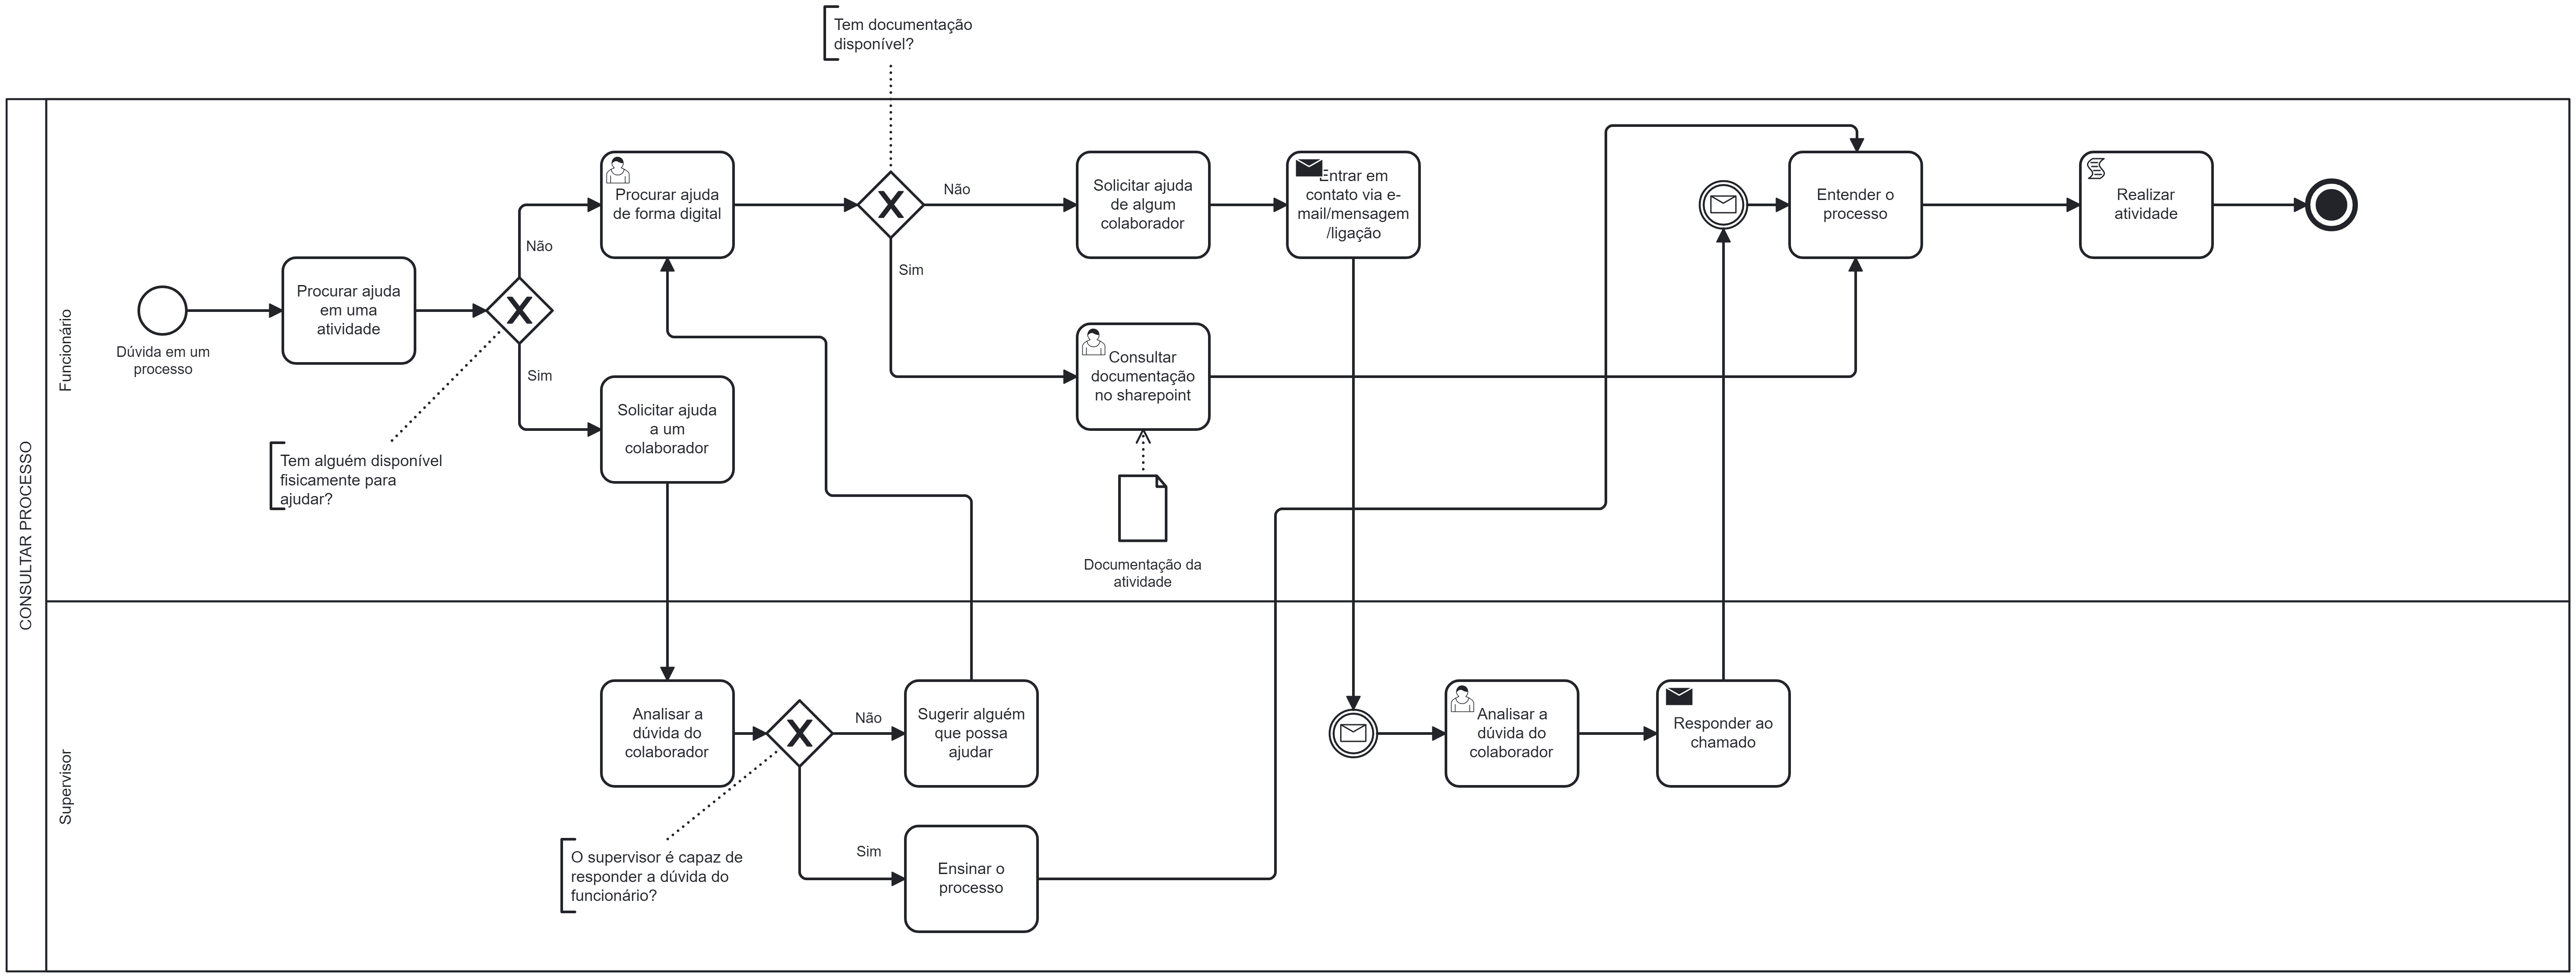 Tem documentação
disponível?
CONSULTAR PROCESSO
Funcionário
Dúvida em um
processo
Procurar ajuda
em uma
atividade
Tem alguém disponível
fisicamente para
ajudar?
Não
Sim
Procurar ajuda
de forma digital
Solicitar ajuda
a um
colaborador
Não
Sim
Solicitar ajuda
de algum
colaborador
Entrar em
contato via e-
mail/mensagem
/ligação
Consultar
documentação
no sharepoint
Documentação da
atividade
Entender o
processo
Realizar
atividade
Supervisor
Analisar a
dúvida do
colaborador
O supervisor é capaz de
responder a dúvida do
funcionário?
Não
Sim
Sugerir alguém
que possa
ajudar
Ensinar o
processo
Analisar a
dúvida do
colaborador
Responder ao
chamado